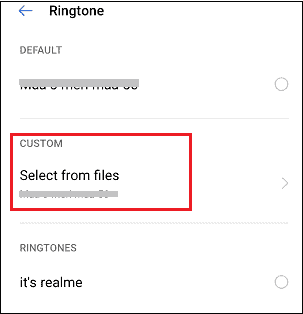 Ringtone
DEFAULT
CUSTOM
Select from files
RINGTONES
it's realme